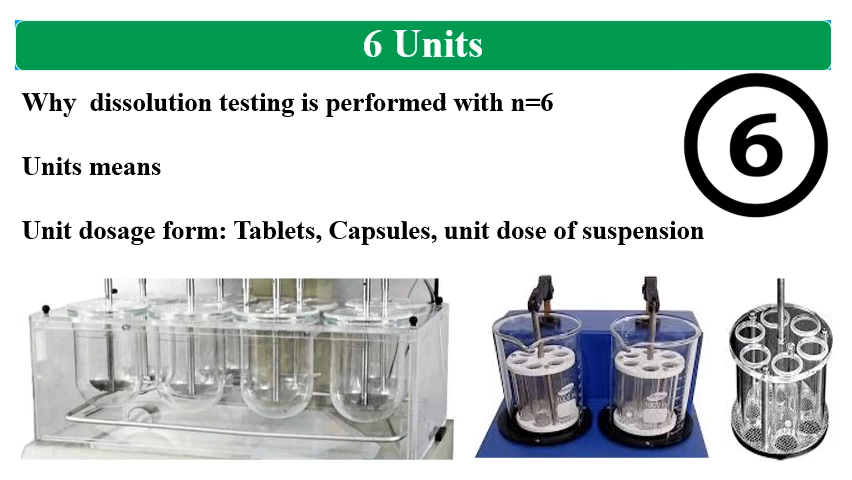 6 Units
Why dissolution testing is performed with n=6
6
Units means
Unit dosage form: Tablets, Capsules, unit dose of suspension